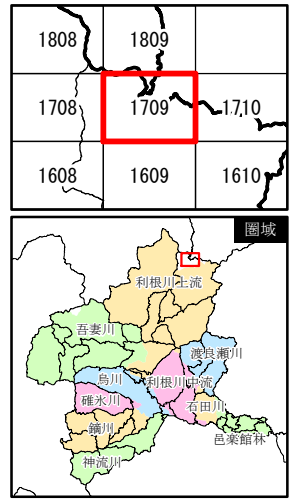 1808 1809
1708 1709 1710
1608 1609 1610
圏域
利根川上流
吾妻川
渡良瀬川
烏川 利根川中流
碓氷川
石田川
鏑川
邑楽館林
神流川